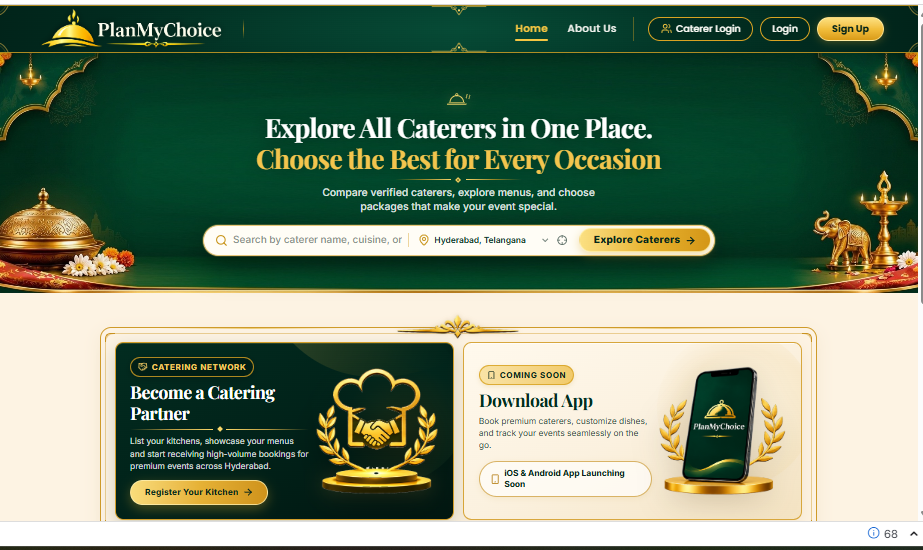 PlanMyChoice
Home
About Us
Caterer Login
Login
Sign Up
Explore All Caterers in One Place.
Choose the Best for Every Occasion
Compare verified caterers, explore menus, and choose
packages that make your event special.
Search by caterer name, cuisine, or
Hyderabad, Telangana
Explore Caterers →
CATERING NETWORK
Become a Catering
Partner
List your kitchens, showcase your menus
and start receiving high-volume bookings for
premium events across Hyderabad.
Register Your Kitchen →
COMING SOON
Download App
Book premium caterers, customize dishes,
and track your events seamlessly on the
go.
iOS & Android App Launching
Soon
PlanMyChoice
68